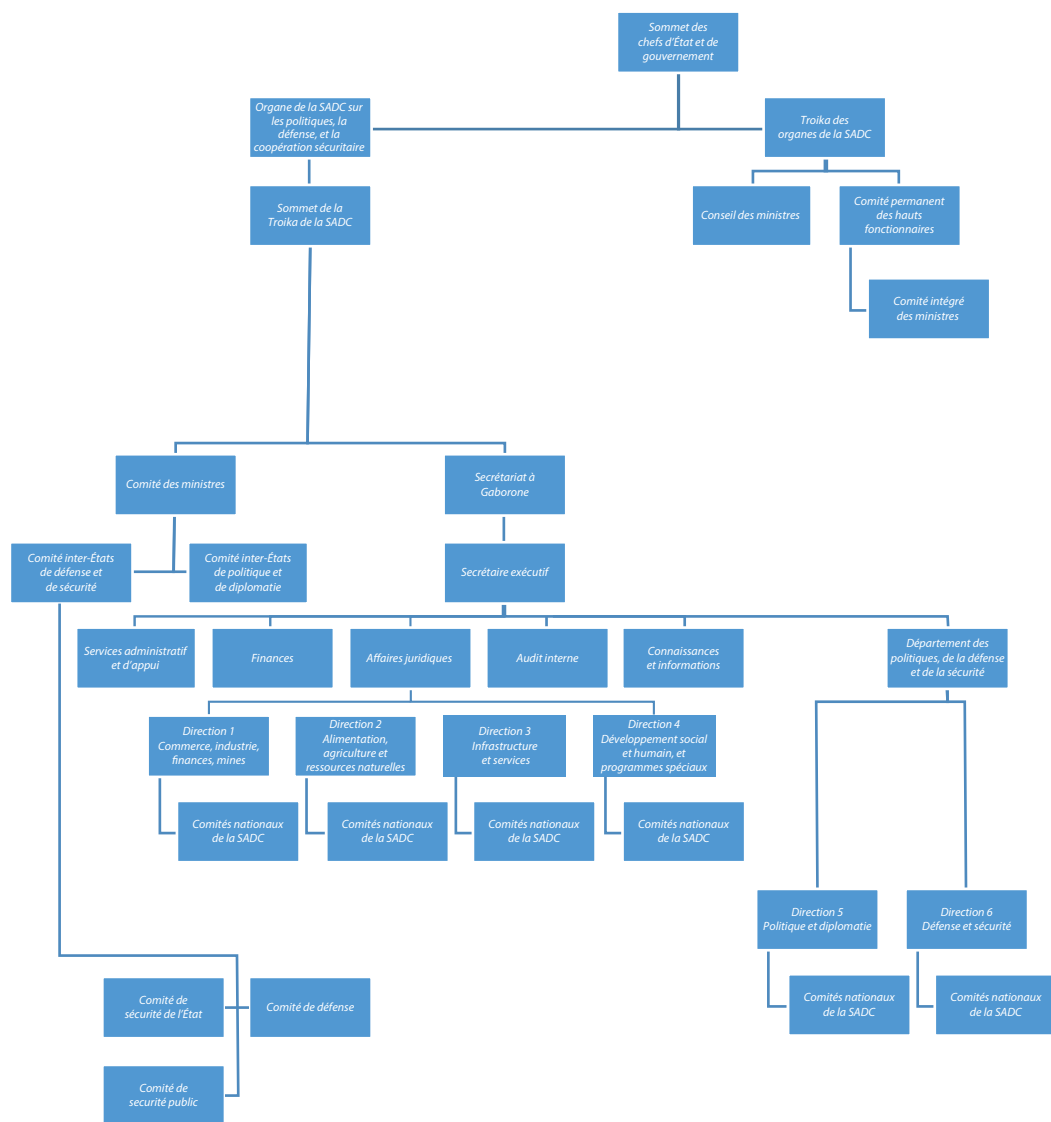 Sommet des
chefs d'État et de
gouvernement
Organe de la SADC sur
les politiques, la
défense, et la
coopération sécuritaire
Troika des
organes de la SADC
Sommet de la
Troika de la SADC
Conseil des ministres
Comité permanent
des hauts
fonctionnaires
Comité intégré
des ministres
Comité des ministres
Secrétariat à
Gaborone
Comité inter-États
de défense et
de sécurité
Comité inter-États
de politique et
de diplomatie
Secrétaire exécutif
Services administratif
et d'appui
Finances
Affaires juridiques
Audit interne
Connaissances
et informations
Département des
politiques, de la défense
et de la sécurité
Direction 1
Commerce, industrie,
finances, mines
Direction 2
Alimentation,
agriculture et
ressources naturelles
Direction 3
Infrastructure
et services
Direction 4
Développement social
et humain, et
programmes spéciaux
Comités nationaux
de la SADC
Comités nationaux
de la SADC
Comités nationaux
de la SADC
Comités nationaux
de la SADC
Direction 5
Politique et diplomatie
Direction 6
Défense et sécurité
Comité de
sécurité de l'État
Comité de défense
Comités nationaux
de la SADC
Comités nationaux
de la SADC
Comité de
securité public